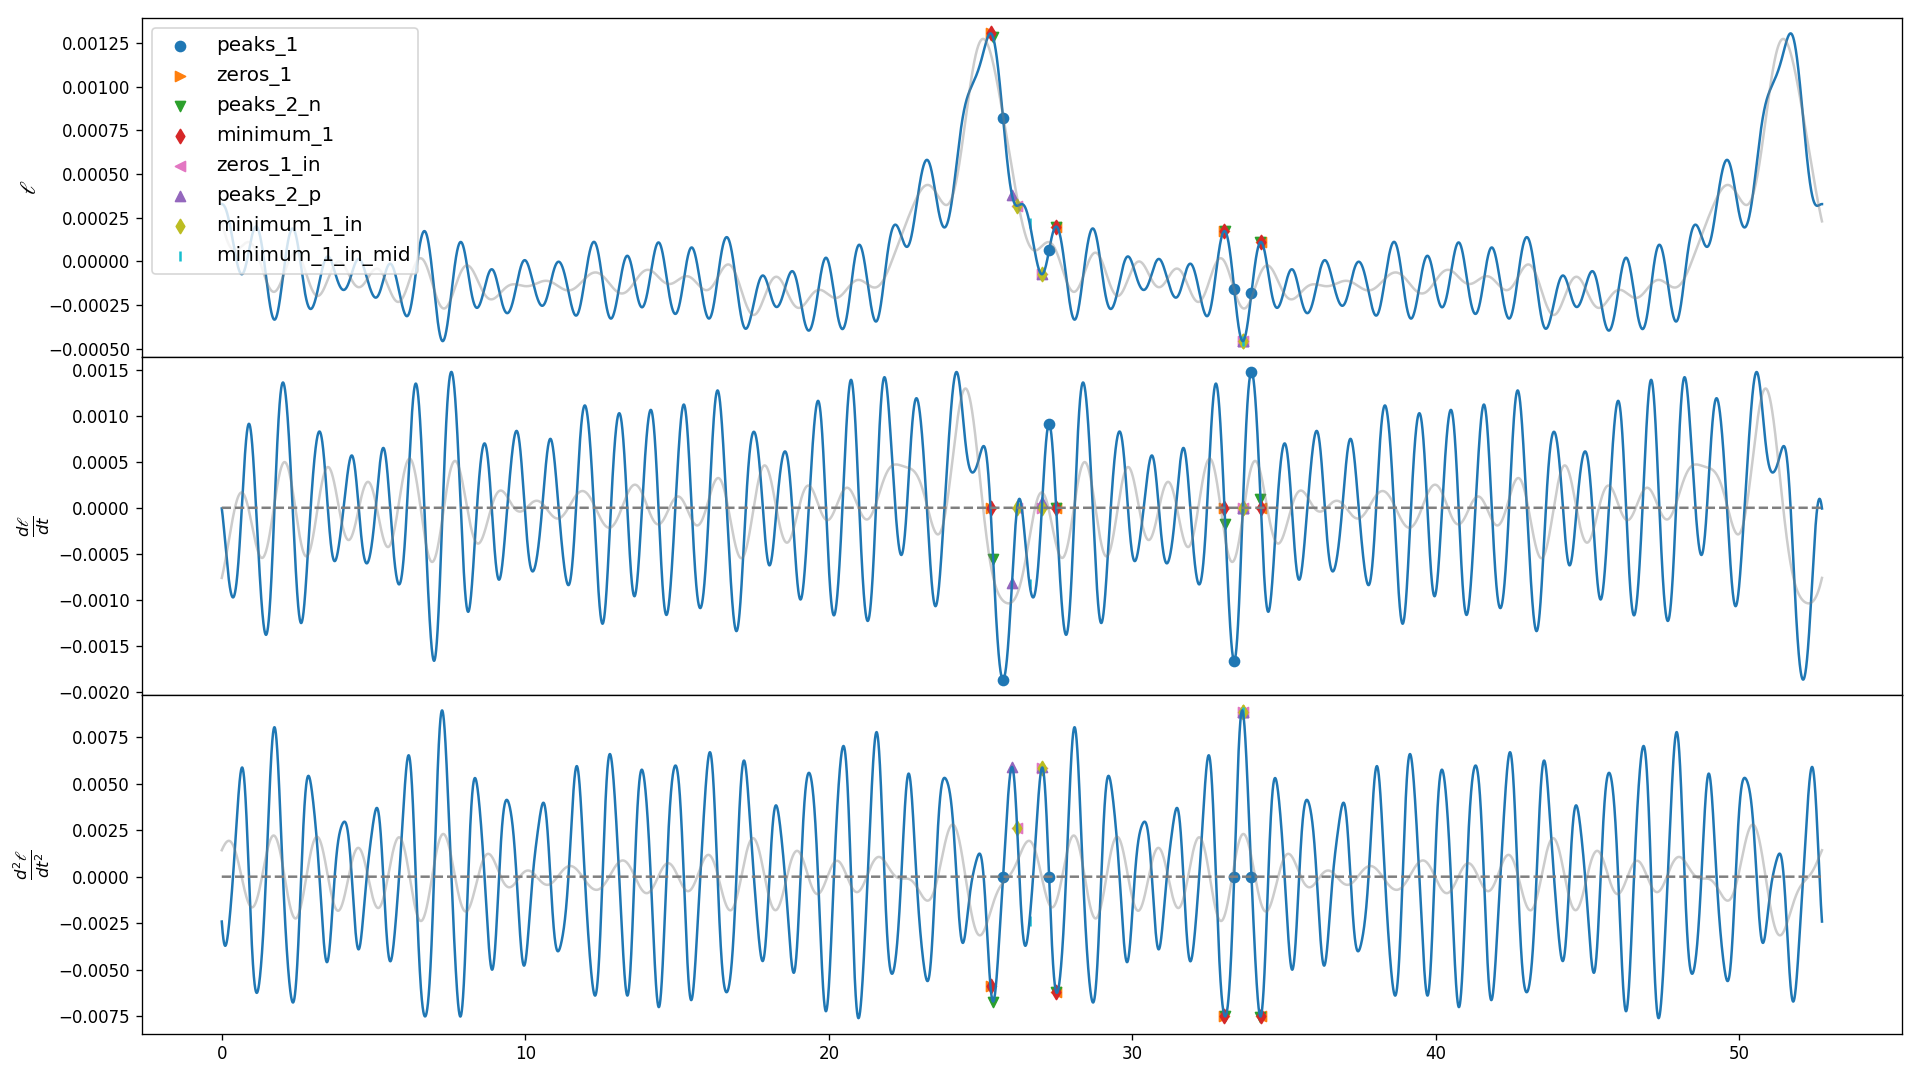 peaks_1
zeros_1
peaks_2_n
minimum_1
zeros_1_in
peaks_2_p
minimum_1_in
minimum_1_in_mid
0.00125
0.00100
0.00075
0.00050
0.00025
0.00000
−0.00025
−0.00050
ℓ
0.0015
0.0010
0.0005
0.0000
−0.0005
−0.0010
−0.0015
−0.0020
dℓ
dt
0.0075
0.0050
0.0025
0.0000
−0.0025
−0.0050
−0.0075
d²ℓ
dt²
0 10 20 30 40 50